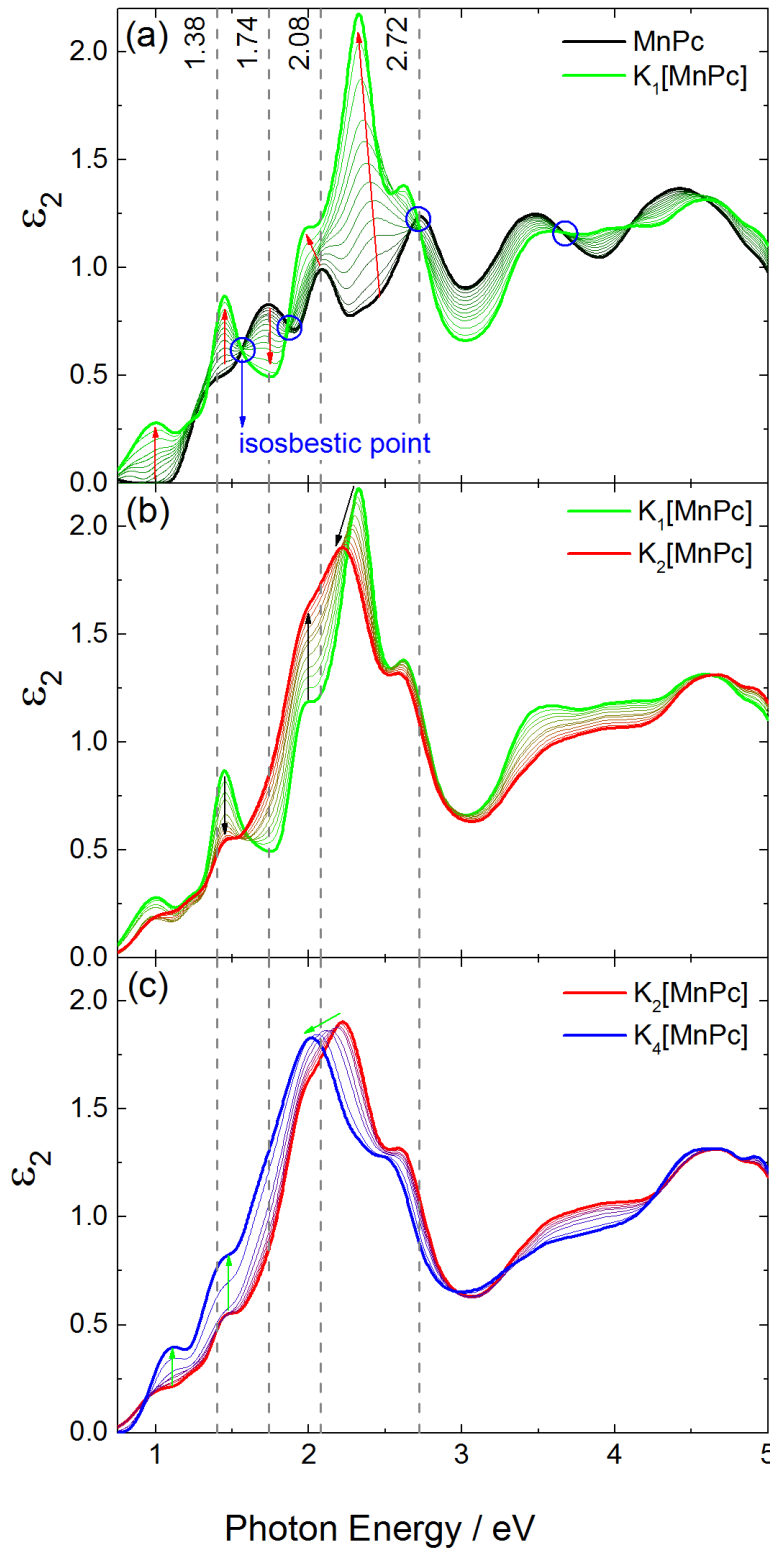 (a)
1.38
1.74
2.08
2.72
MnPc
K₁[MnPc]
2.0
1.5
1.0
0.5
0.0
ε₂
isosbestic point
(b)
K₁[MnPc]
K₂[MnPc]
2.0
1.5
1.0
0.5
0.0
ε₂
(c)
K₂[MnPc]
K₄[MnPc]
2.0
1.5
1.0
0.5
0.0
ε₂
1 2 3 4 5
Photon Energy / eV